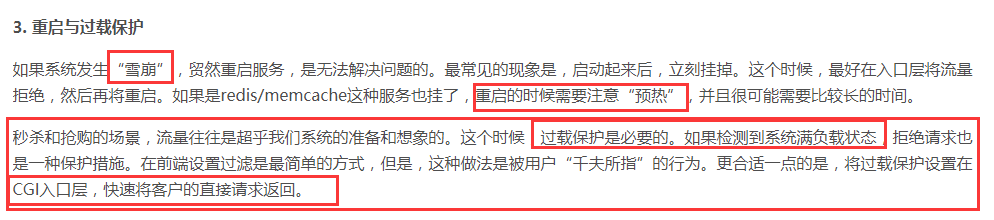 3. 重启与过载保护
如果系统发生“雪崩”，贸然重启服务，是无法解决问题的。最常见的现象是，启动起来后，立刻挂掉。这个时候，最好在入口层将流量
拒绝，然后再将重启。如果是redis/memcache这种服务也挂了，重启的时候需要注意“预热”，并且很可能需要比较长的时间。
秒杀和抢购的场景，流量往往是超乎我们系统的准备和想象的。这个时候，过载保护是必要的。如果检测到系统满负载状态，拒绝请求也
是一种保护措施。在前端设置过滤是最简单的方式，但是，这种做法是被用户“千夫所指”的行为。更合适一点的是，将过载保护设置在
CGI入口层，快速将客户的直接请求返回。